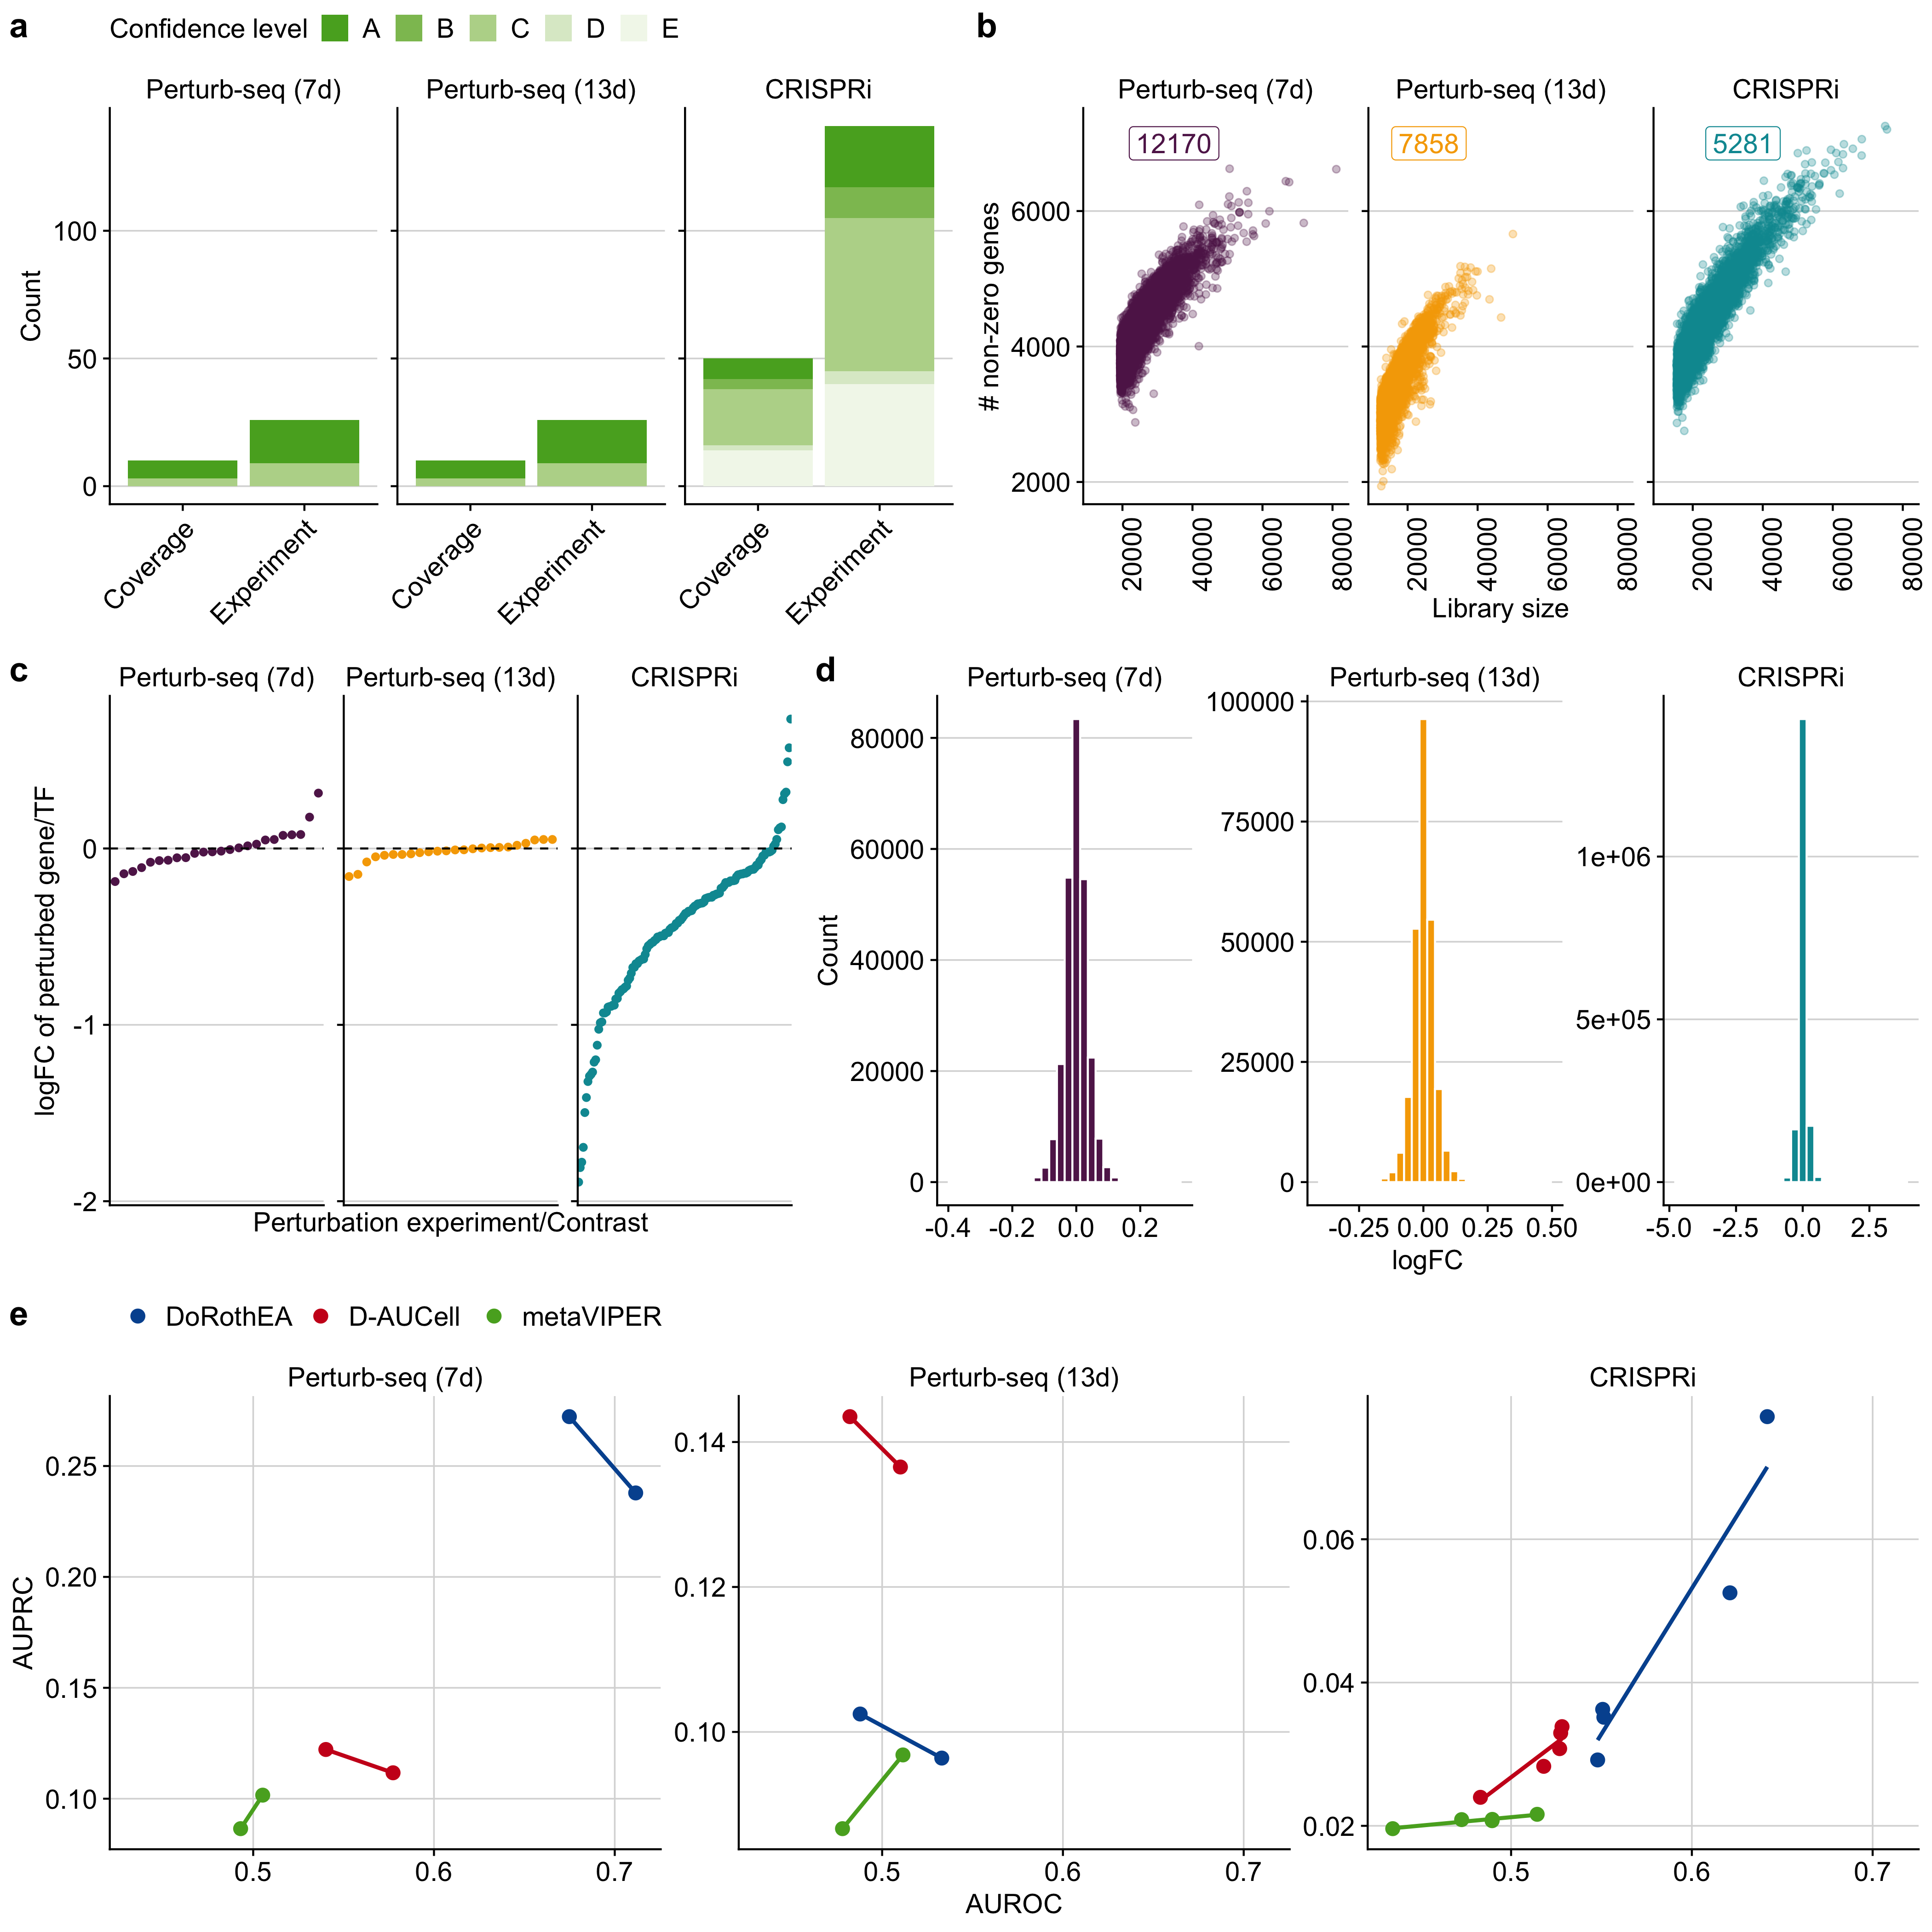 a
Confidence level A B C D E
Perturb-seq (7d) Perturb-seq (13d) CRISPRi
Count
100
50
0
Coverage Experiment Coverage Experiment Coverage Experiment
b
Perturb-seq (7d) Perturb-seq (13d) CRISPRi
12170 7858 5281
# non-zero genes
6000
4000
2000
20000 40000 60000 80000 20000 40000 60000 80000 20000 40000 60000 80000
Library size
c
Perturb-seq (7d) Perturb-seq (13d) CRISPRi
logFC of perturbed gene/TF
0
-1
-2
Perturbation experiment/Contrast
d
Perturb-seq (7d) Perturb-seq (13d) CRISPRi
Count
80000
60000
40000
20000
0
-0.4 -0.2 0.0 0.2
100000
75000
50000
25000
0
-0.25 0.00 0.25 0.50
1e+06
5e+05
0e+00
-5.0 -2.5 0.0 2.5
logFC
e
DoRothEA D-AUCell metaVIPER
Perturb-seq (7d) Perturb-seq (13d) CRISPRi
AUPRC
0.25
0.20
0.15
0.10
0.5 0.6 0.7
0.14
0.12
0.10
0.5 0.6 0.7
0.06
0.04
0.02
0.5 0.6 0.7
AUROC